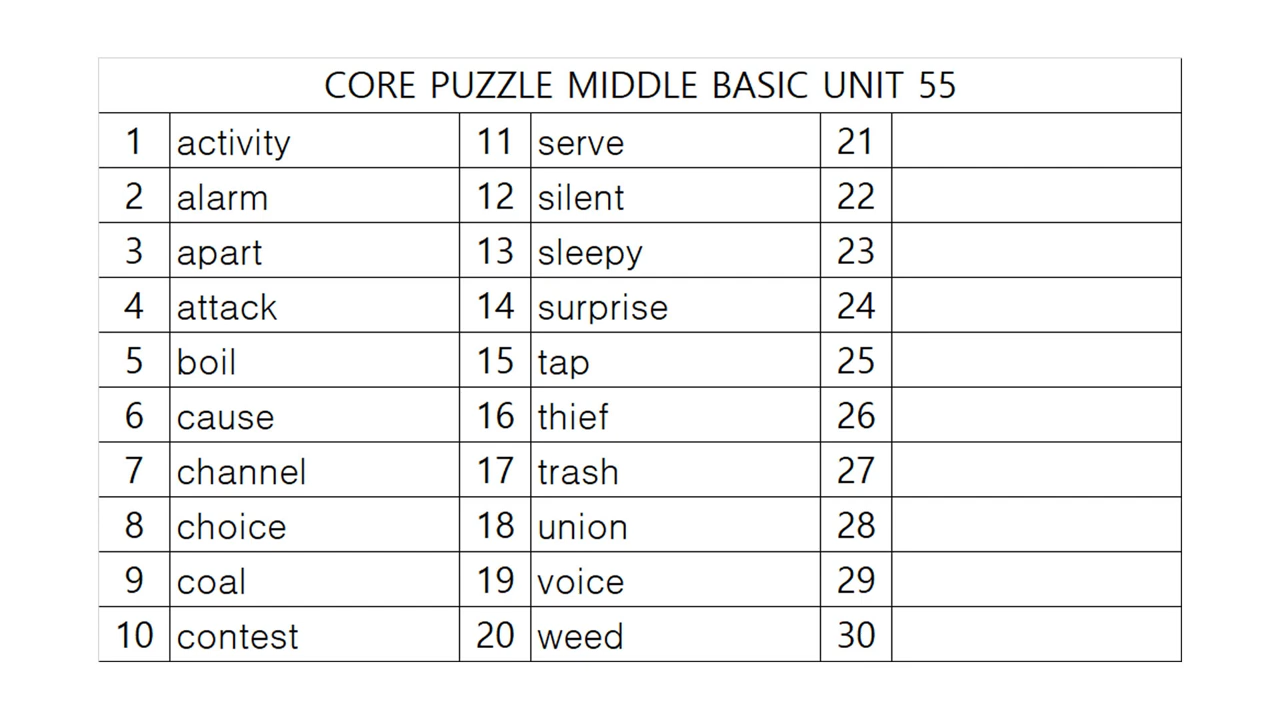 CORE PUZZLE MIDDLE BASIC UNIT 55
1 activity 11 serve 21
2 alarm 12 silent 22
3 apart 13 sleepy 23
4 attack 14 surprise 24
5 boil 15 tap 25
6 cause 16 thief 26
7 channel 17 trash 27
8 choice 18 union 28
9 coal 19 voice 29
10 contest 20 weed 30